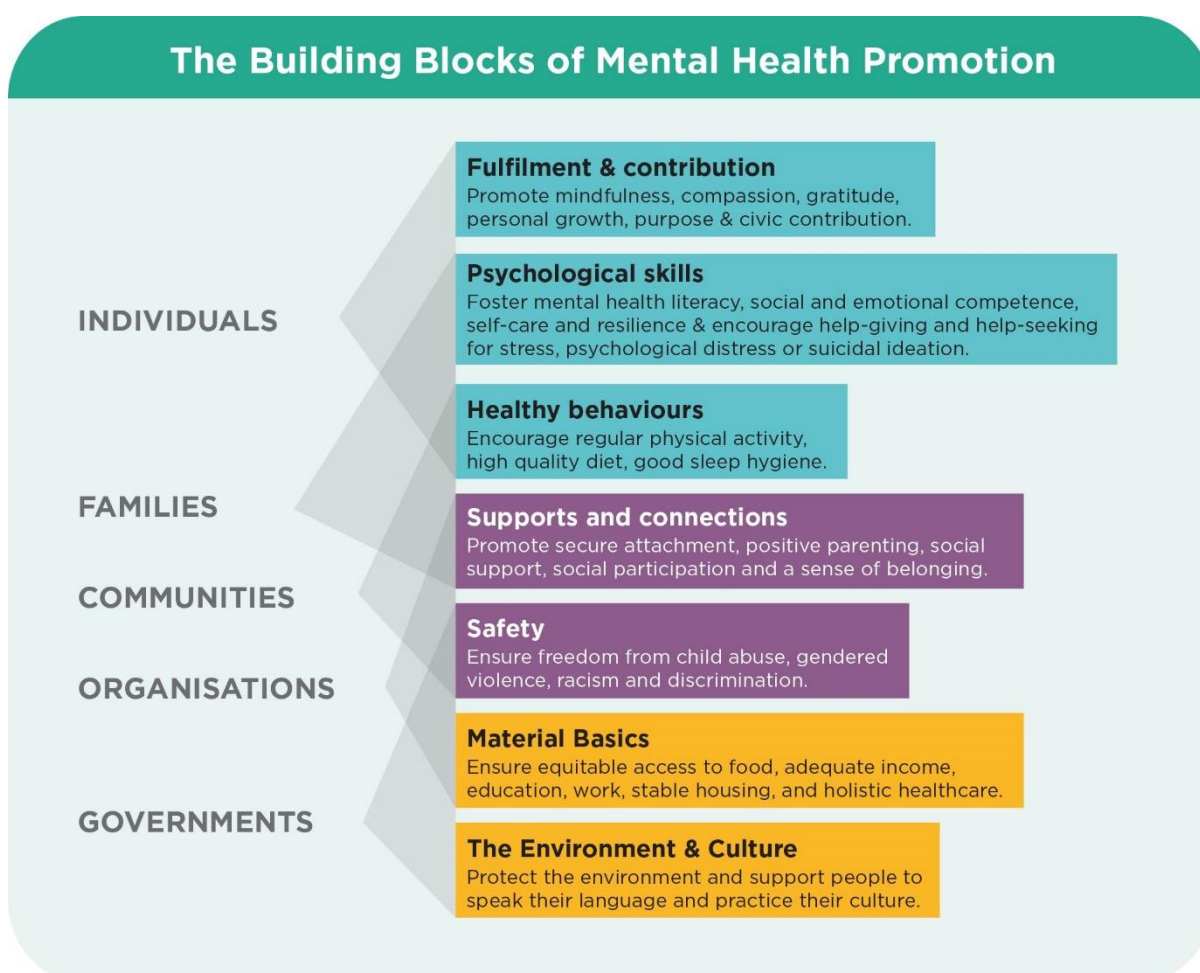 The Building Blocks of Mental Health Promotion
INDIVIDUALS
FAMILIES
COMMUNITIES
ORGANISATIONS
GOVERNMENTS
Fulfilment & contribution
Promote mindfulness, compassion, gratitude,
personal growth, purpose & civic contribution.
Psychological skills
Foster mental health literacy, social and emotional competence,
self-care and resilience & encourage help-giving and help-seeking
for stress, psychological distress or suicidal ideation.
Healthy behaviours
Encourage regular physical activity,
high quality diet, good sleep hygiene.
Supports and connections
Promote secure attachment, positive parenting, social
support, social participation and a sense of belonging.
Safety
Ensure freedom from child abuse, gendered
violence, racism and discrimination.
Material Basics
Ensure equitable access to food, adequate income,
education, work, stable housing, and holistic healthcare.
The Environment & Culture
Protect the environment and support people to
speak their language and practice their culture.